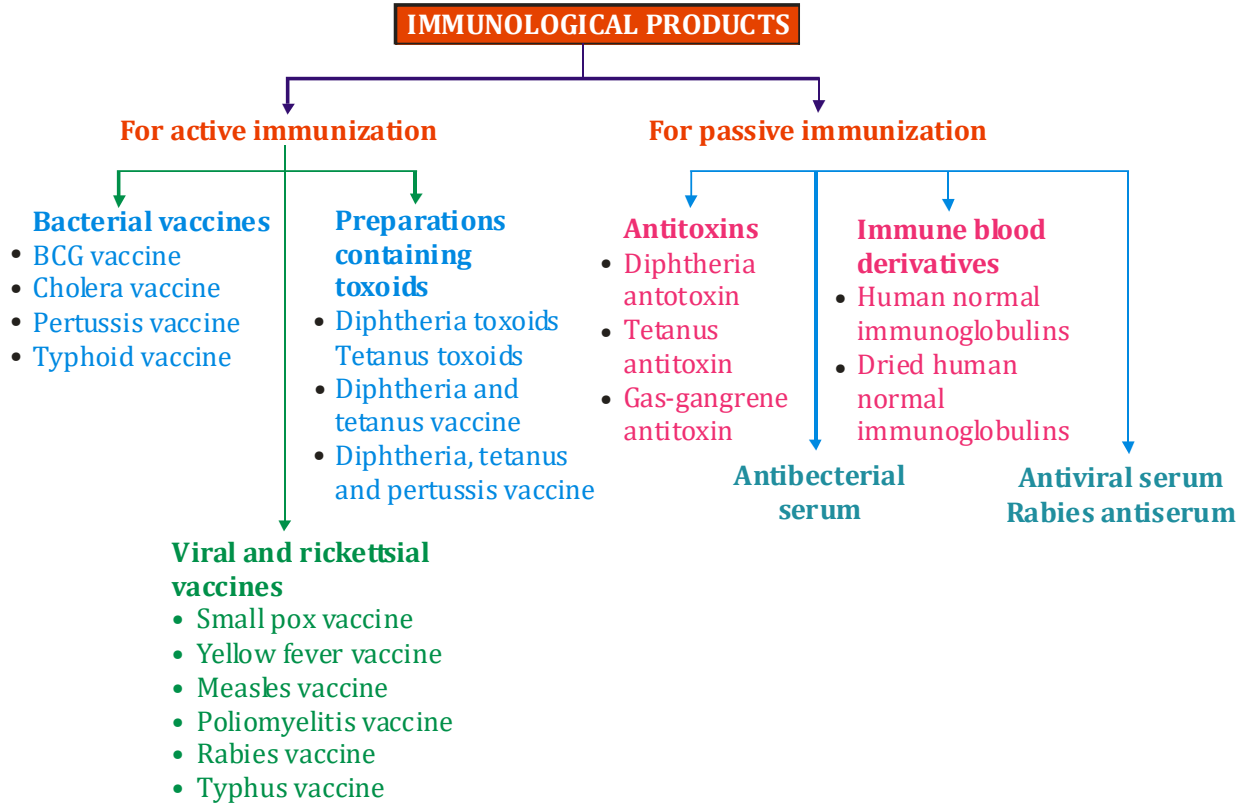 IMMUNOLOGICAL PRODUCTS
For active immunization
For passive immunization
Bacterial vaccines
• BCG vaccine
• Cholera vaccine
• Pertussis vaccine
• Typhoid vaccine
Preparations
containing
toxoids
• Diphtheria toxoids
Tetanus toxoids
• Diphtheria and
tetanus vaccine
• Diphtheria, tetanus
and pertussis vaccine
Viral and rickettsial
vaccines
• Small pox vaccine
• Yellow fever vaccine
• Measles vaccine
• Poliomyelitis vaccine
• Rabies vaccine
• Typhus vaccine
Antitoxins
• Diphtheria
antotoxin
• Tetanus
antitoxin
• Gas-gangrene
antitoxin
Antibecterial
serum
Immune blood
derivatives
• Human normal
immunoglobulins
• Dried human
normal
immunoglobulins
Antiviral serum
Rabies antiserum